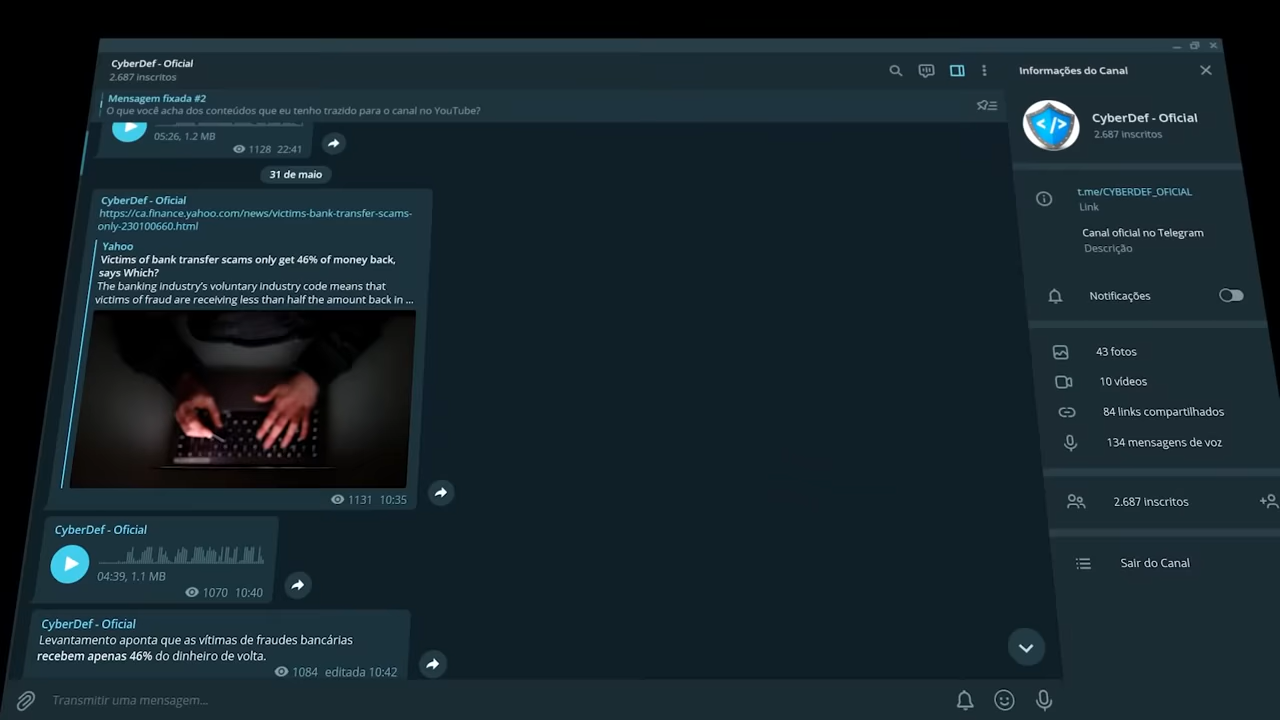 CyberDef - Oficial
2.687 inscritos
Mensagem fixada #2
O que você acha dos conteúdos que eu tenho trazido para o canal no YouTube?
05:26, 1.2 MB
1128 22:41
31 de maio
CyberDef - Oficial
https://ca.finance.yahoo.com/news/victims-bank-transfer-scams-
only-230100660.html
Yahoo
Victims of bank transfer scams only get 46% of money back,
says Which?
The banking industry's voluntary industry code means that
victims of fraud are receiving less than half the amount back in ...
1131 10:35
CyberDef - Oficial
04:39, 1.1 MB
1070 10:40
CyberDef - Oficial
Levantamento aponta que as vítimas de fraudes bancárias
recebem apenas 46% do dinheiro de volta.
1084 editada 10:42
Transmitir uma mensagem...
Informações do Canal
</>
CyberDef - Oficial
2.687 inscritos
t.me/CYBERDEF_OFICIAL
Link
Canal oficial no Telegram
Descrição
Notificações
43 fotos
10 vídeos
84 links compartilhados
134 mensagens de voz
2.687 inscritos
Sair do Canal